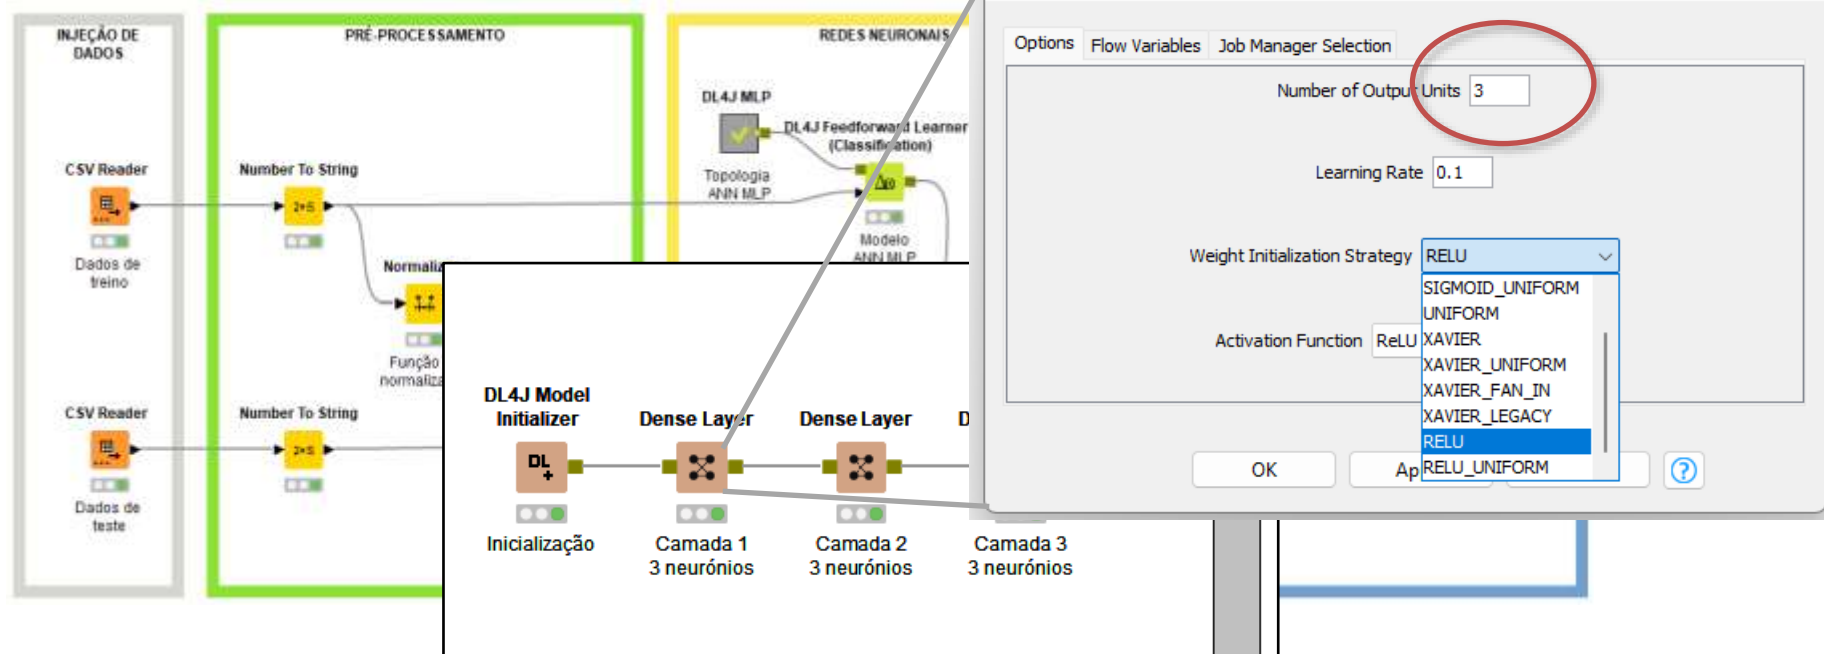 INJEÇÃO DE
DADOS
PRÉ-PROCESSAMENTO
REDES NEURONAIS
DL4J MLP
DL4J Feedforward Learner
(Classification)
Topologia
ANN MLP
Modelo
ANN MLP
CSV Reader
Number To String
2+S
Dados de
treino
Normaliz
Função
normaliza
CSV Reader
Number To String
2+S
Dados de
teste
DL4J Model
Initializer
Dense Layer
Dense Layer
D
DL
+
Inicialização
Camada 1
3 neurónios
Camada 2
3 neurónios
Camada 3
3 neurónios
Options
Flow Variables
Job Manager Selection
Number of Output Units 3
Learning Rate 0.1
Weight Initialization Strategy RELU
SIGMOID_UNIFORM
UNIFORM
XAVIER
XAVIER_UNIFORM
XAVIER_FAN_IN
XAVIER_LEGACY
RELU
RELU_UNIFORM
Activation Function ReLU
OK
Ap
?